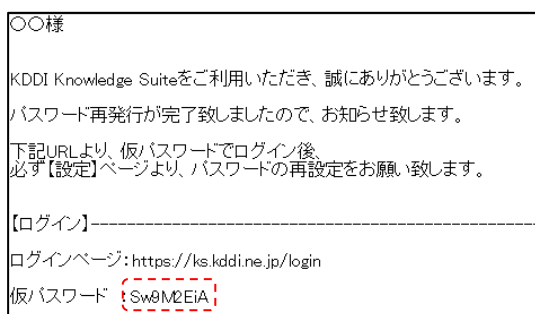 〇〇様
KDDI Knowledge Suiteをご利用いただき、誠にありがとうございます。
パスワード再発行が完了致しましたので、お知らせ致します。
下記URLより、仮パスワードでログイン後、
必ず【設定】ページより、パスワードの再設定をお願い致します。
【ログイン】--------------------------------------------------
ログインページ：https://ks.kddi.ne.jp/login
仮パスワード ：Sw9M2EiA